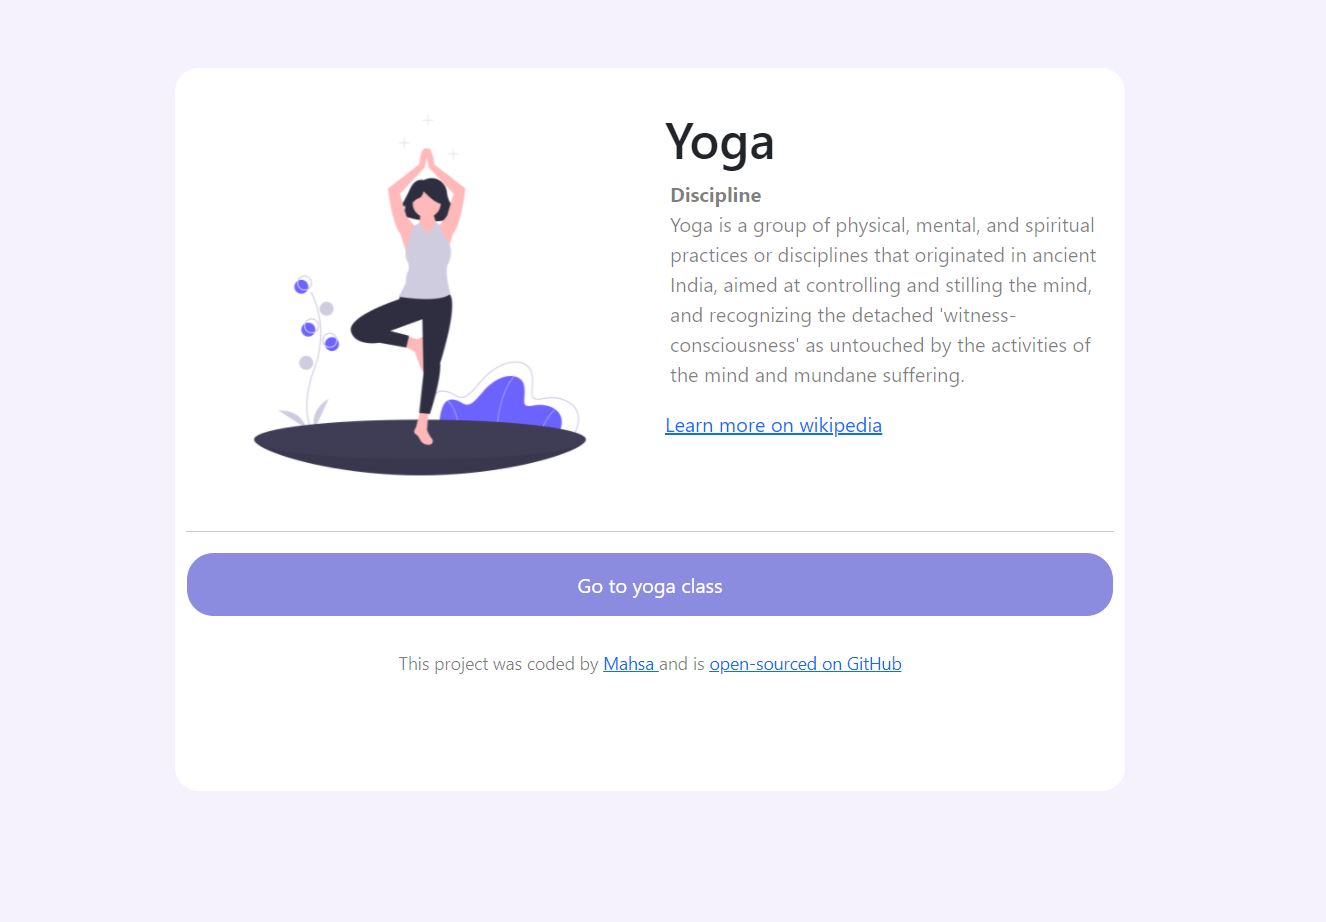 Yoga
Discipline
Yoga is a group of physical, mental, and spiritual
practices or disciplines that originated in ancient
India, aimed at controlling and stilling the mind,
and recognizing the detached 'witness-
consciousness' as untouched by the activities of
the mind and mundane suffering.
Learn more on wikipedia
Go to yoga class
This project was coded by Mahsa and is open-sourced on GitHub